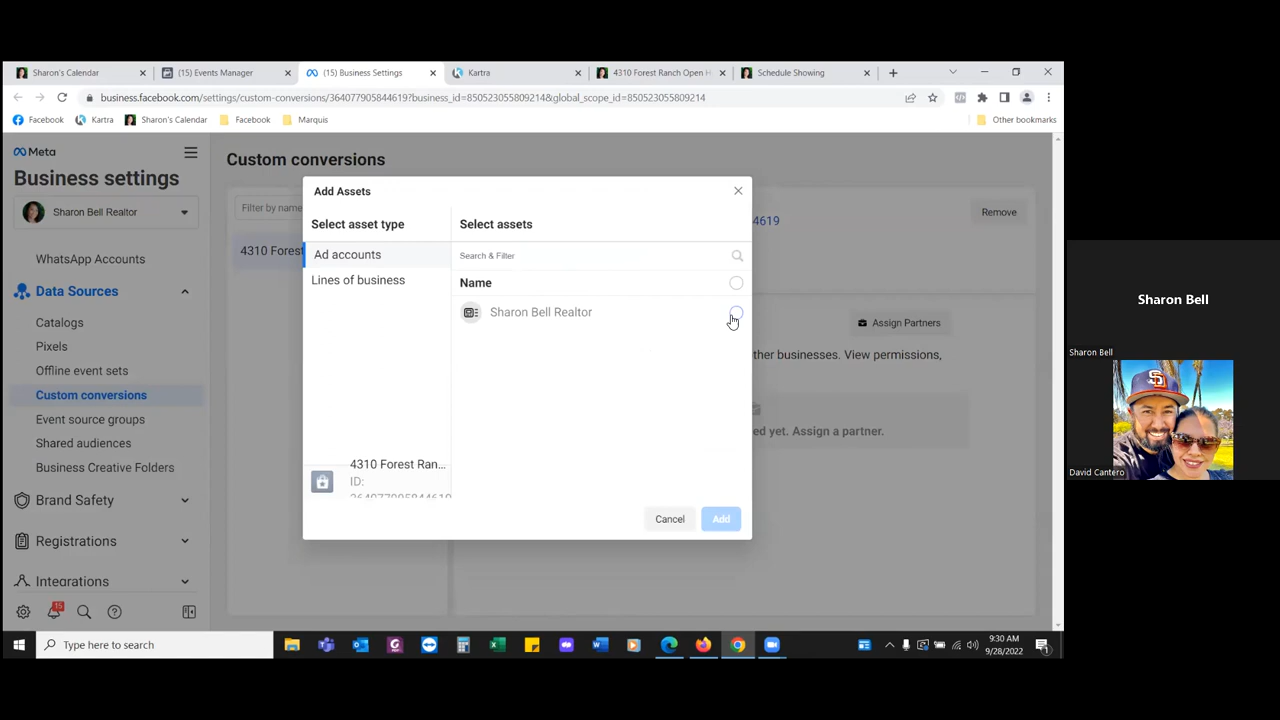 Sharon's Calendar
(15) Events Manager
(15) Business Settings
Kartra
4310 Forest Ranch Open H
Schedule Showing
business.facebook.com/settings/custom-conversions/364077905844619?business_id=850523055809214&global_scope_id=850523055809214
Facebook
Kartra
Sharon's Calendar
Facebook
Marquis
Other bookmarks
Meta
Business settings
Sharon Bell Realtor
WhatsApp Accounts
Data Sources
Catalogs
Pixels
Offline event sets
Custom conversions
Event source groups
Shared audiences
Business Creative Folders
Brand Safety
Registrations
Integrations
15
Custom conversions
Filter by name
4310 Forest
4619
Remove
Assign Partners
ther businesses. View permissions,
ed yet. Assign a partner.
Add Assets
Select asset type
Ad accounts
Lines of business
4310 Forest Ran...
ID:
364077905844619
Select assets
Search & Filter
Name
Sharon Bell Realtor
Cancel
Add
Type here to search
9:30 AM
9/28/2022
1
Sharon Bell
Sharon Bell
David Cantero